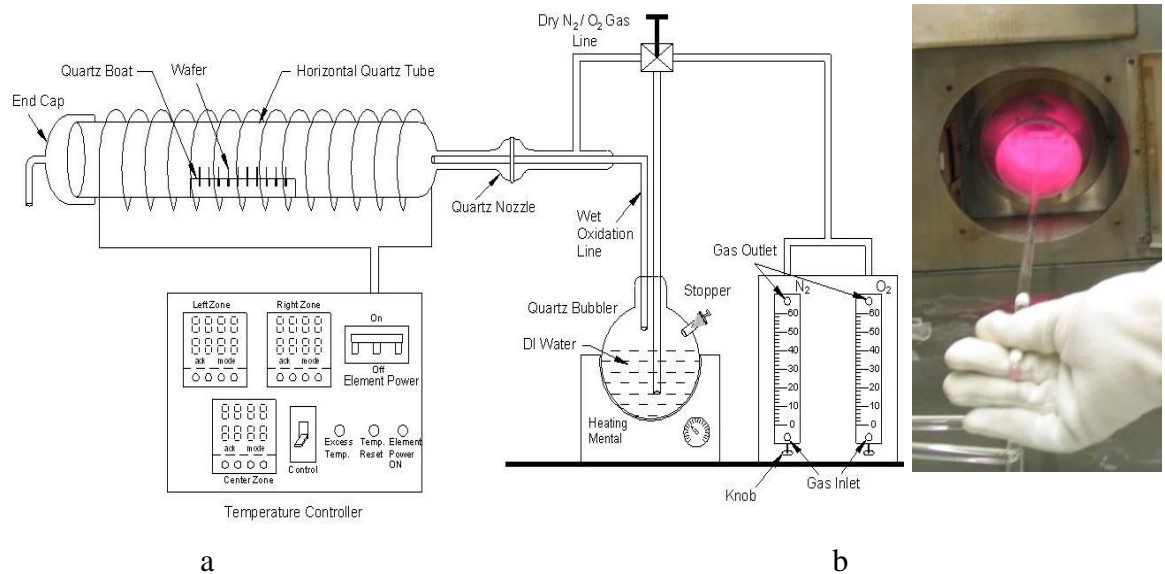 Dry N2 / O2 Gas
Line
Quartz Boat
Wafer
Horizontal Quartz Tube
End Cap
Quartz Nozzle
Wet
Oxidation
Line
Gas Outlet
N2
O2
Stopper
Quartz Bubbler
DI Water
Heating
Mental
60
50
40
30
20
10
0
60
50
40
30
20
10
0
Knob
Gas Inlet
Left Zone
Right Zone
On
ack mode
ack mode
Off
Element Power
ack mode
Center Zone
Control
Excess
Temp.
Temp.
Reset
Element
Power
ON
Temperature Controller
a
b